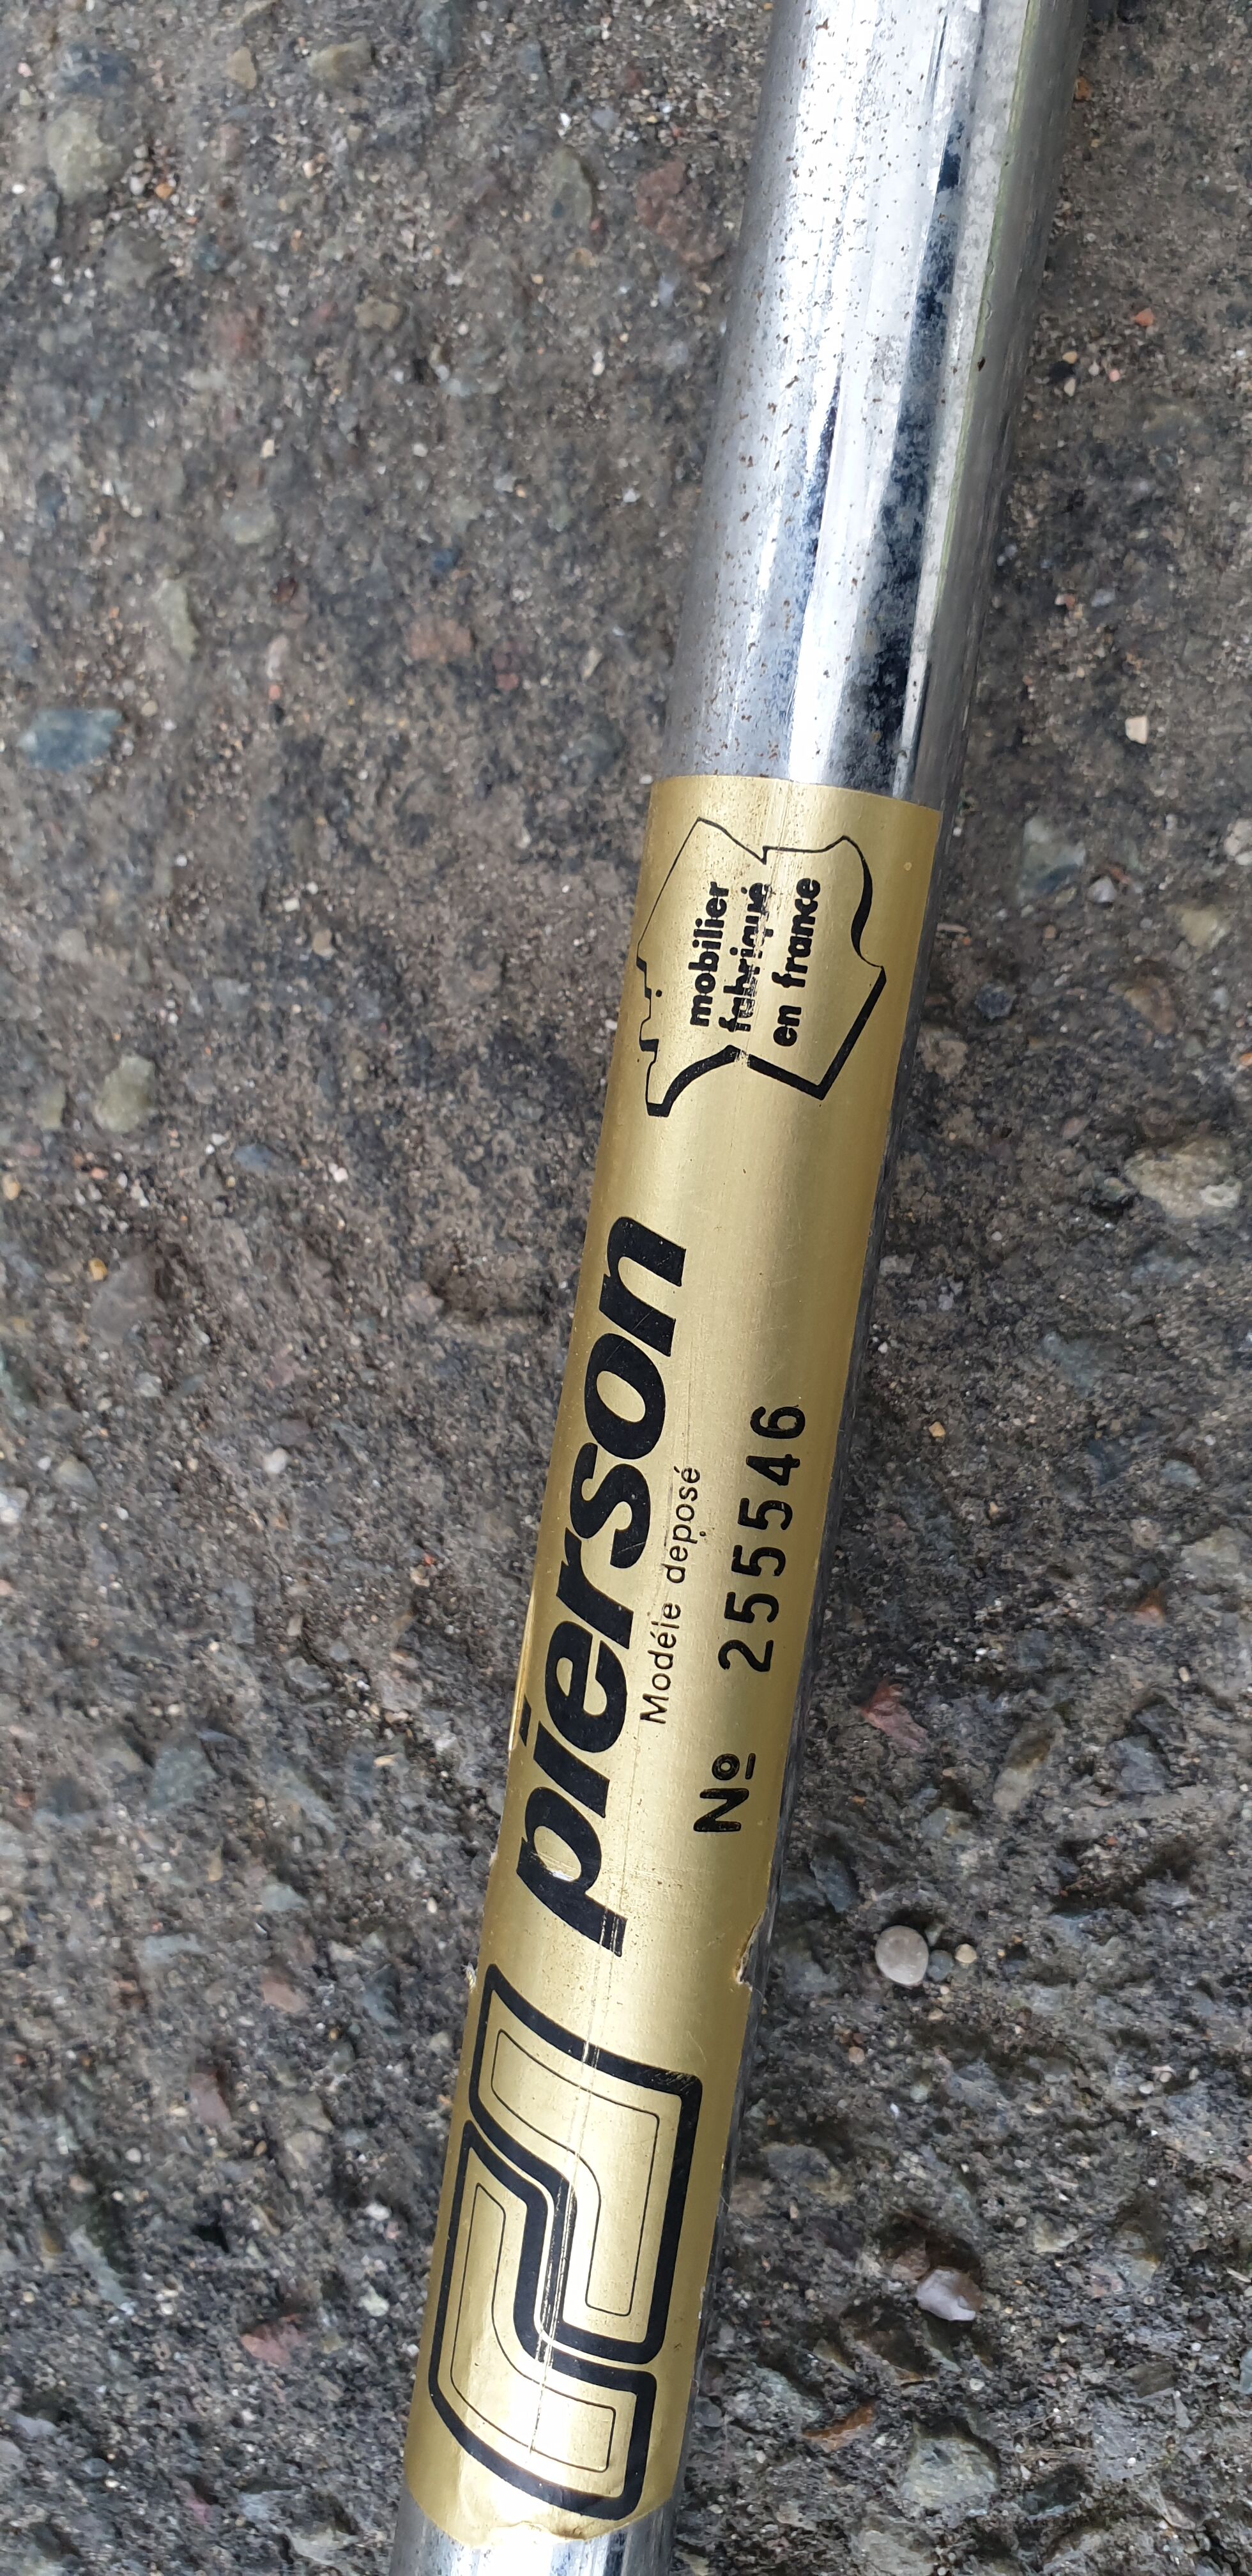 mobilier
fabriqué
en france
pierson
Modéle deposé
Nº 255546